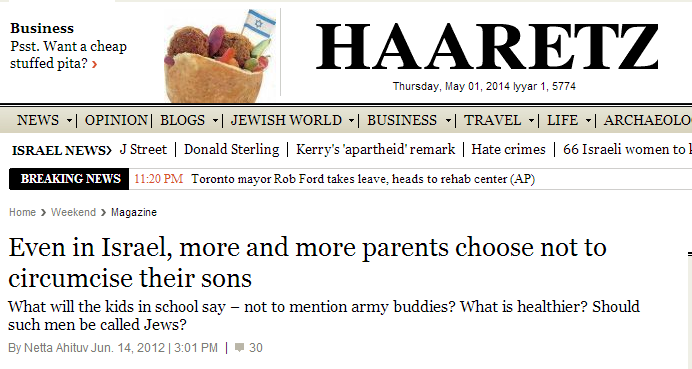 Business
Psst. Want a cheap
stuffed pita? ›
HAARETZ
Thursday, May 01, 2014 Iyyar 1, 5774
NEWS | OPINION | BLOGS | JEWISH WORLD | BUSINESS | TRAVEL | LIFE | ARCHAEOLO
ISRAEL NEWS › J Street | Donald Sterling | Kerry's 'apartheid' remark | Hate crimes | 66 Israeli women to
BREAKING NEWS 11:20 PM Toronto mayor Rob Ford takes leave, heads to rehab center (AP)
Home › Weekend › Magazine
Even in Israel, more and more parents choose not to
circumcise their sons
What will the kids in school say – not to mention army buddies? What is healthier? Should
such men be called Jews?
By Netta Ahituv Jun. 14, 2012 | 3:01 PM | 30